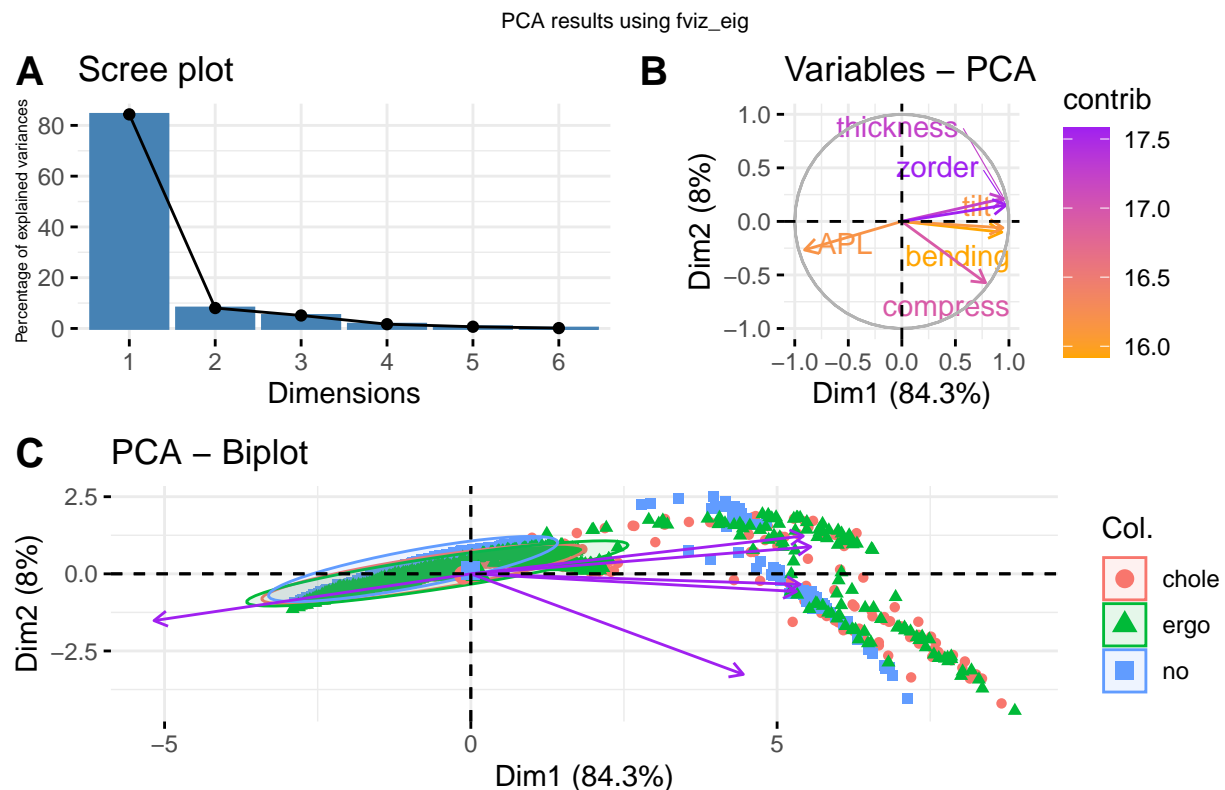 PCA results using fviz_eig
A Scree plot
Percentage of explained variances
80
60
40
20
0
1 2 3 4 5 6
Dimensions
B Variables – PCA
Dim2 (8%)
1.0
0.5
0.0
−0.5
−1.0
thickness
zorder
tilt
APL
bending
compress
−1.0 −0.5 0.0 0.5 1.0
Dim1 (84.3%)
contrib
17.5
17.0
16.5
16.0
C PCA – Biplot
Dim2 (8%)
2.5
0.0
−2.5
−5 0 5
Dim1 (84.3%)
Col.
chole
ergo
no